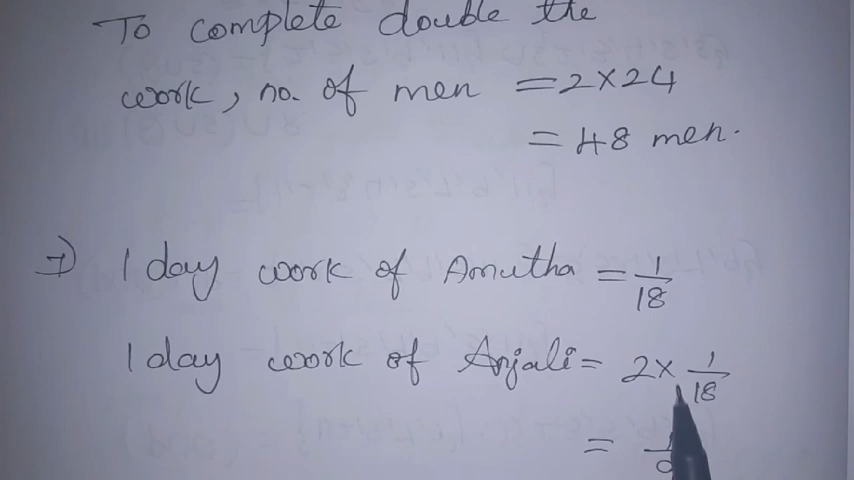 To complete double the
work, no. of men = 2×24
= 48 men.
7) 1 day work of Amutha = 1/18
1 day work of Anjali = 2× 1/18
=